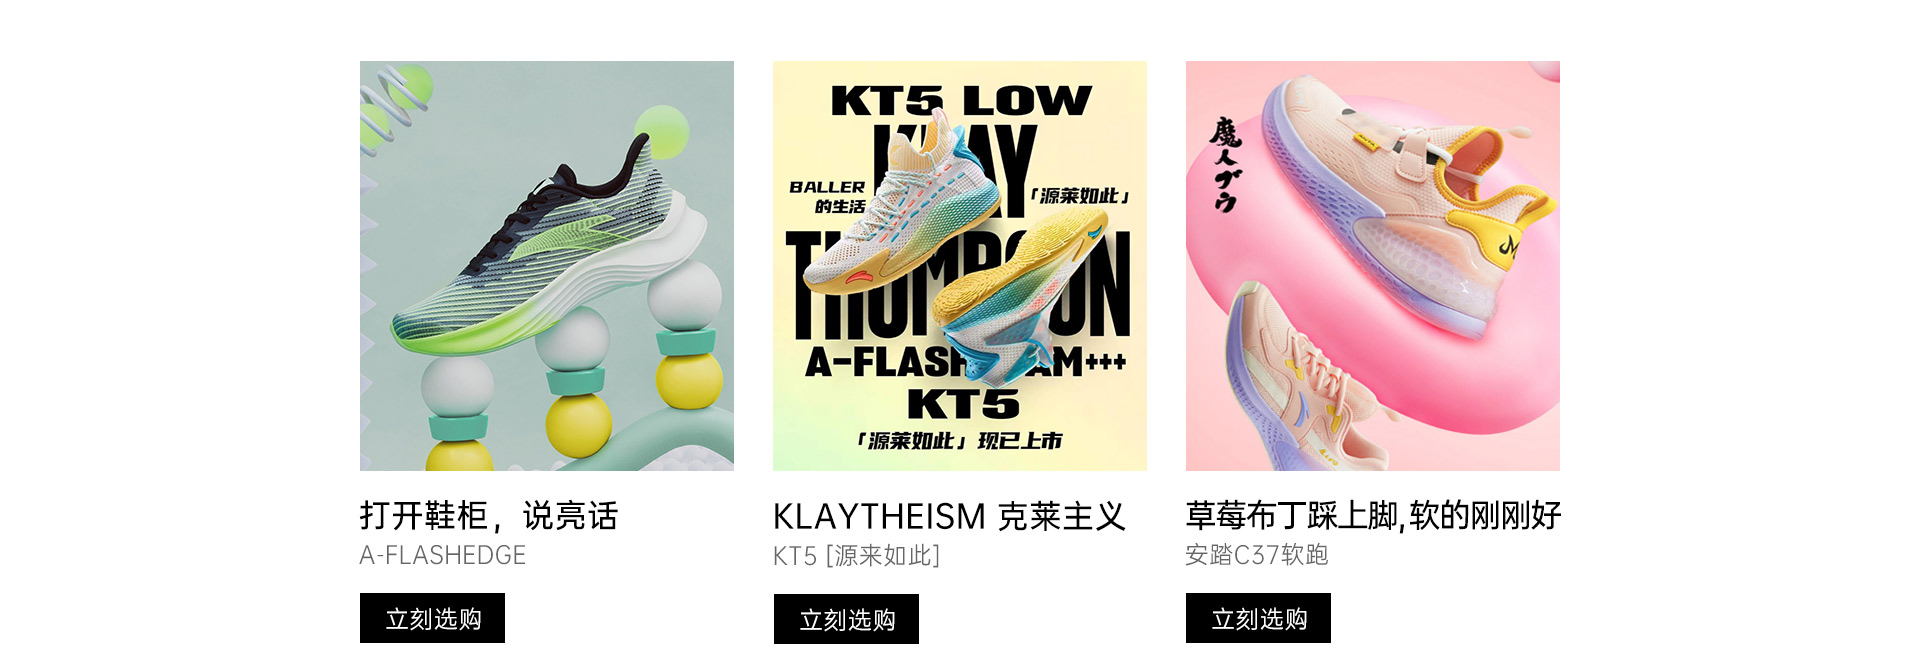 KT5 LOW
KLAY
BALLER
的生活
「源莱如此」
THOMPSON
A-FLASH
AM+++
KT5
「源莱如此」现已上市
魔人ブウ
打开鞋柜，说亮话
A-FLASHEDGE
立刻选购
KLAYTHEISM 克莱主义
KT5 [源来如此]
立刻选购
草莓布丁踩上脚,软的刚刚好
安踏C37软跑
立刻选购